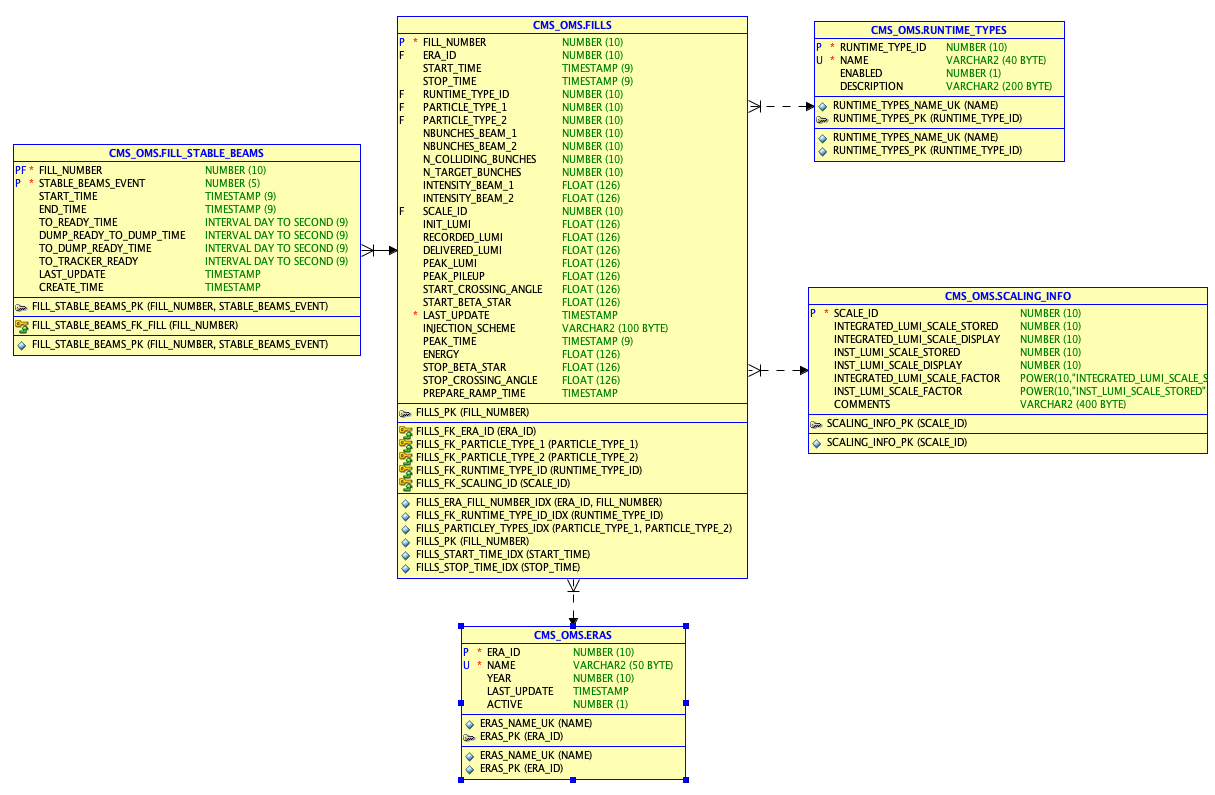 CMS_OMS.FILLS
P * FILL_NUMBER NUMBER (10)
F ERA_ID NUMBER (10)
START_TIME TIMESTAMP (9)
STOP_TIME TIMESTAMP (9)
F RUNTIME_TYPE_ID NUMBER (10)
F PARTICLE_TYPE_1 NUMBER (10)
F PARTICLE_TYPE_2 NUMBER (10)
NBUNCHES_BEAM_1 NUMBER (10)
NBUNCHES_BEAM_2 NUMBER (10)
N_COLLIDING_BUNCHES NUMBER (10)
N_TARGET_BUNCHES NUMBER (10)
INTENSITY_BEAM_1 FLOAT (126)
INTENSITY_BEAM_2 FLOAT (126)
F SCALE_ID NUMBER (10)
INIT_LUMI FLOAT (126)
RECORDED_LUMI FLOAT (126)
DELIVERED_LUMI FLOAT (126)
PEAK_LUMI FLOAT (126)
PEAK_PILEUP FLOAT (126)
START_CROSSING_ANGLE FLOAT (126)
START_BETA_STAR FLOAT (126)
* LAST_UPDATE TIMESTAMP
INJECTION_SCHEME VARCHAR2 (100 BYTE)
PEAK_TIME TIMESTAMP (9)
ENERGY FLOAT (126)
STOP_BETA_STAR FLOAT (126)
STOP_CROSSING_ANGLE FLOAT (126)
PREPARE_RAMP_TIME TIMESTAMP
FILLS_PK (FILL_NUMBER)
FILLS_FK_ERA_ID (ERA_ID)
FILLS_FK_PARTICLE_TYPE_1 (PARTICLE_TYPE_1)
FILLS_FK_PARTICLE_TYPE_2 (PARTICLE_TYPE_2)
FILLS_FK_RUNTIME_TYPE_ID (RUNTIME_TYPE_ID)
FILLS_FK_SCALING_ID (SCALE_ID)
FILLS_ERA_FILL_NUMBER_IDX (ERA_ID, FILL_NUMBER)
FILLS_FK_RUNTIME_TYPE_ID_IDX (RUNTIME_TYPE_ID)
FILLS_PARTICLEY_TYPES_IDX (PARTICLE_TYPE_1, PARTICLE_TYPE_2)
FILLS_PK (FILL_NUMBER)
FILLS_START_TIME_IDX (START_TIME)
FILLS_STOP_TIME_IDX (STOP_TIME)
CMS_OMS.RUNTIME_TYPES
P * RUNTIME_TYPE_ID NUMBER (10)
U * NAME VARCHAR2 (40 BYTE)
ENABLED NUMBER (1)
DESCRIPTION VARCHAR2 (200 BYTE)
RUNTIME_TYPES_NAME_UK (NAME)
RUNTIME_TYPES_PK (RUNTIME_TYPE_ID)
RUNTIME_TYPES_NAME_UK (NAME)
RUNTIME_TYPES_PK (RUNTIME_TYPE_ID)
CMS_OMS.FILL_STABLE_BEAMS
PF * FILL_NUMBER NUMBER (10)
P * STABLE_BEAMS_EVENT NUMBER (5)
START_TIME TIMESTAMP (9)
END_TIME TIMESTAMP (9)
TO_READY_TIME INTERVAL DAY TO SECOND (9)
DUMP_READY_TO_DUMP_TIME INTERVAL DAY TO SECOND (9)
TO_DUMP_READY_TIME INTERVAL DAY TO SECOND (9)
TO_TRACKER_READY INTERVAL DAY TO SECOND (9)
LAST_UPDATE TIMESTAMP
CREATE_TIME TIMESTAMP
FILL_STABLE_BEAMS_PK (FILL_NUMBER, STABLE_BEAMS_EVENT)
FILL_STABLE_BEAMS_FK_FILL (FILL_NUMBER)
FILL_STABLE_BEAMS_PK (FILL_NUMBER, STABLE_BEAMS_EVENT)
CMS_OMS.SCALING_INFO
P * SCALE_ID NUMBER (10)
INTEGRATED_LUMI_SCALE_STORED NUMBER (10)
INTEGRATED_LUMI_SCALE_DISPLAY NUMBER (10)
INST_LUMI_SCALE_STORED NUMBER (10)
INST_LUMI_SCALE_DISPLAY NUMBER (10)
INTEGRATED_LUMI_SCALE_FACTOR POWER(10,"INTEGRATED_LUMI_SCALE_S
INST_LUMI_SCALE_FACTOR POWER(10,"INST_LUMI_SCALE_STORED"
COMMENTS VARCHAR2 (400 BYTE)
SCALING_INFO_PK (SCALE_ID)
SCALING_INFO_PK (SCALE_ID)
CMS_OMS.ERAS
P * ERA_ID NUMBER (10)
U * NAME VARCHAR2 (50 BYTE)
YEAR NUMBER (10)
LAST_UPDATE TIMESTAMP
ACTIVE NUMBER (1)
ERAS_NAME_UK (NAME)
ERAS_PK (ERA_ID)
ERAS_NAME_UK (NAME)
ERAS_PK (ERA_ID)